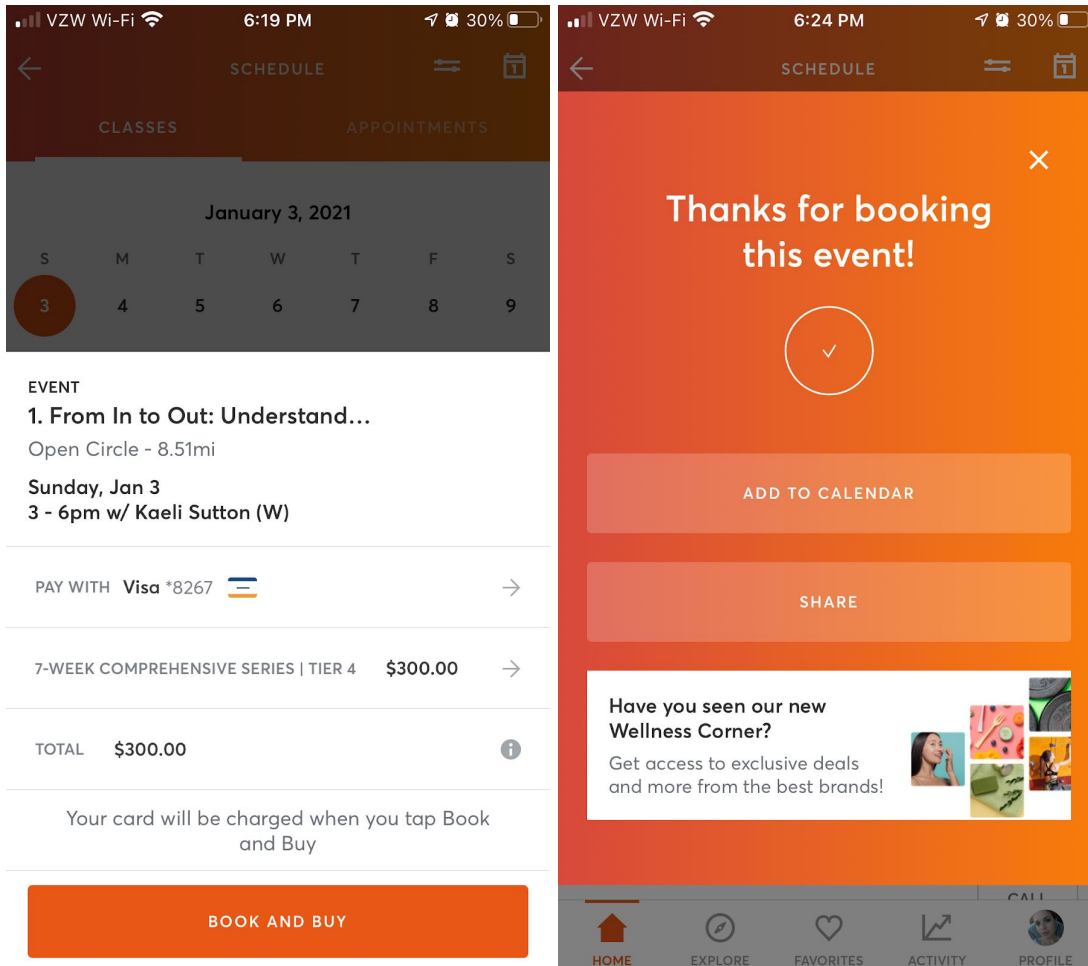 VZW Wi-Fi 6:19 PM 30%
SCHEDULE 1
CLASSES APPOINTMENTS
January 3, 2021
S M T W T F S
3 4 5 6 7 8 9
EVENT
1. From In to Out: Understand...
Open Circle - 8.51mi
Sunday, Jan 3
3 - 6pm w/ Kaeli Sutton (W)
PAY WITH Visa *8267
7-WEEK COMPREHENSIVE SERIES | TIER 4 $300.00
TOTAL $300.00
Your card will be charged when you tap Book
and Buy
BOOK AND BUY
VZW Wi-Fi 6:24 PM 30%
SCHEDULE 1
Thanks for booking
this event!
ADD TO CALENDAR
SHARE
Have you seen our new
Wellness Corner?
Get access to exclusive deals
and more from the best brands!
CALL
HOME EXPLORE FAVORITES ACTIVITY PROFILE